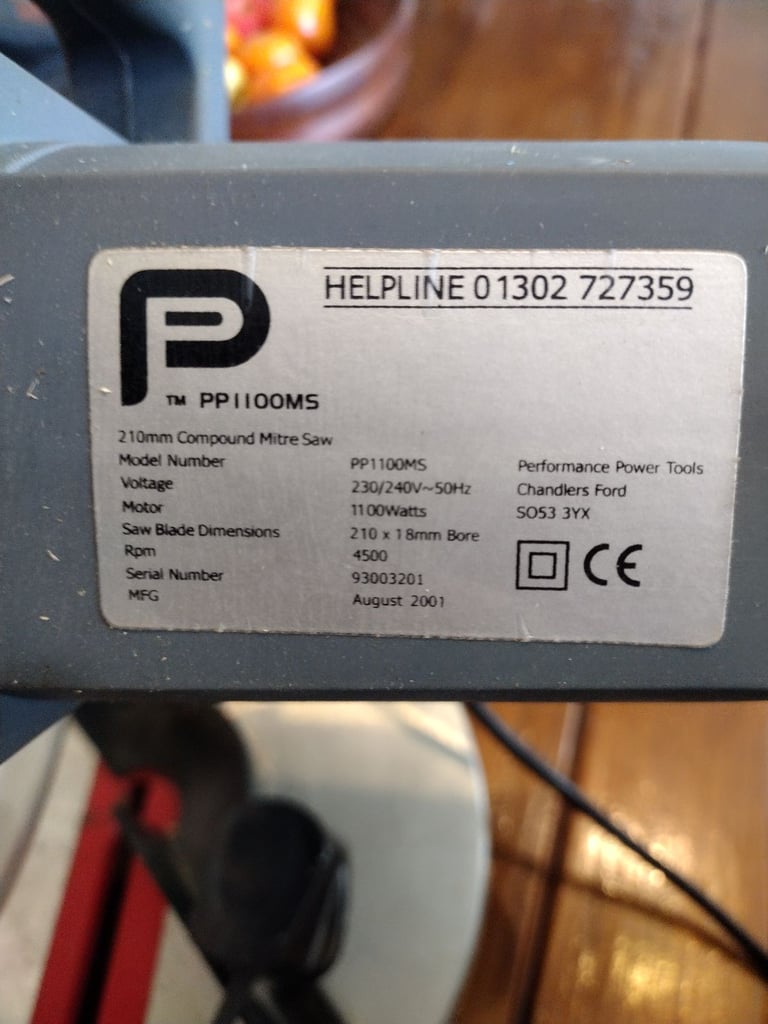 HELPLINE 01302 727359
P
™ PP1100MS
210mm Compound Mitre Saw
Model Number PP1100MS
Voltage 230/240V~50Hz
Motor 1100Watts
Saw Blade Dimensions 210 x 18mm Bore
Rpm 4500
Serial Number 93003201
MFG August 2001
Performance Power Tools
Chandlers Ford
SO53 3YX
CE